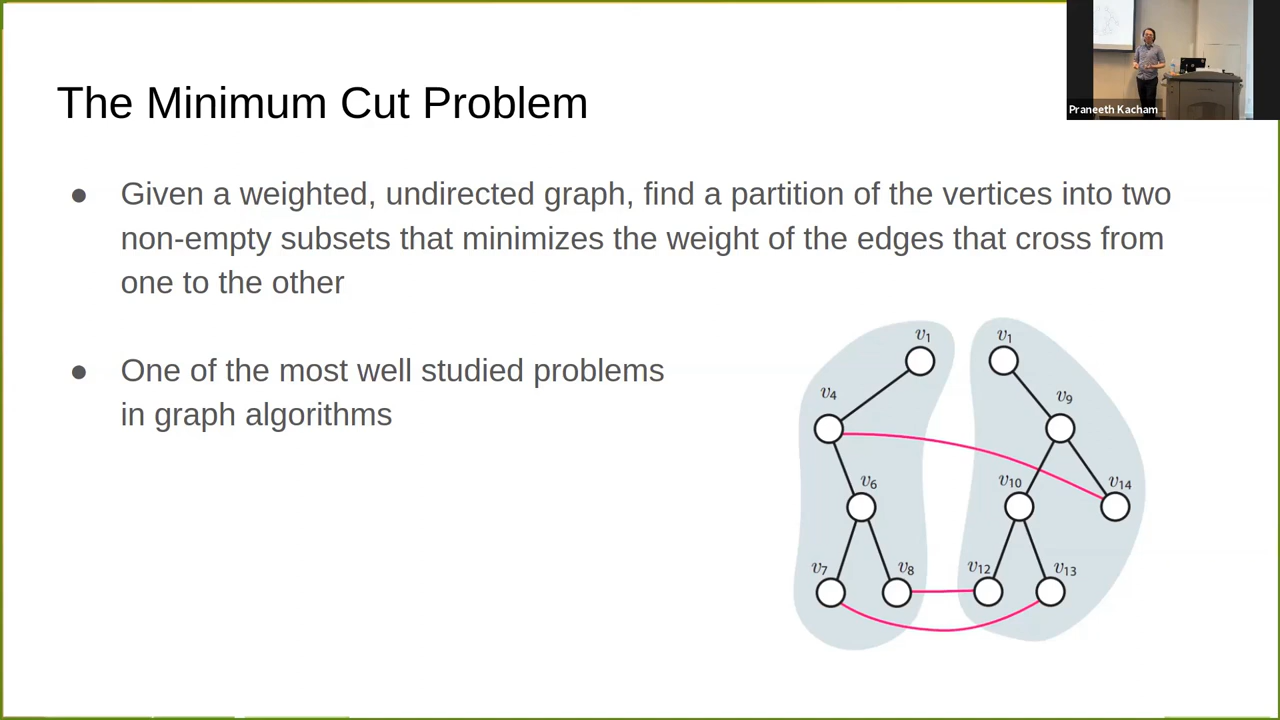 The Minimum Cut Problem
Praneeth Kacham
● Given a weighted, undirected graph, find a partition of the vertices into two
non-empty subsets that minimizes the weight of the edges that cross from
one to the other
● One of the most well studied problems
in graph algorithms
v1 v1
v4 v9
v6 v10 v14
v7 v8 v12 v13